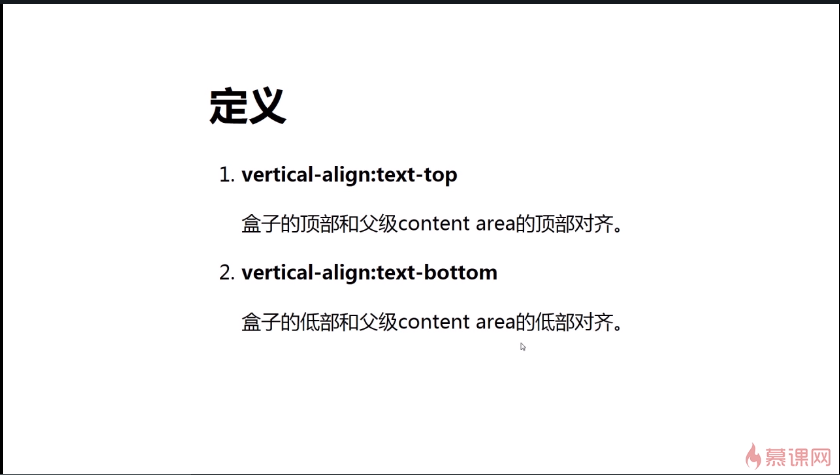 定义
1. vertical-align:text-top
盒子的顶部和父级content area的顶部对齐。
2. vertical-align:text-bottom
盒子的低部和父级content area的低部对齐。
慕课网